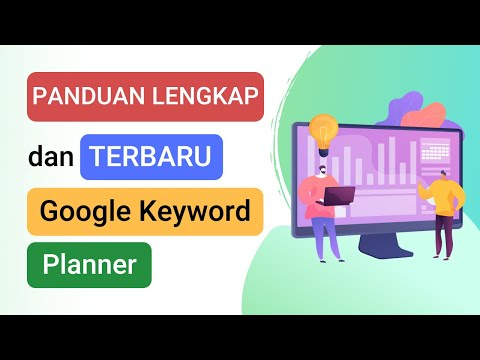 PANDUAN LENGKAP
dan TERBARU
Google Keyword
Planner